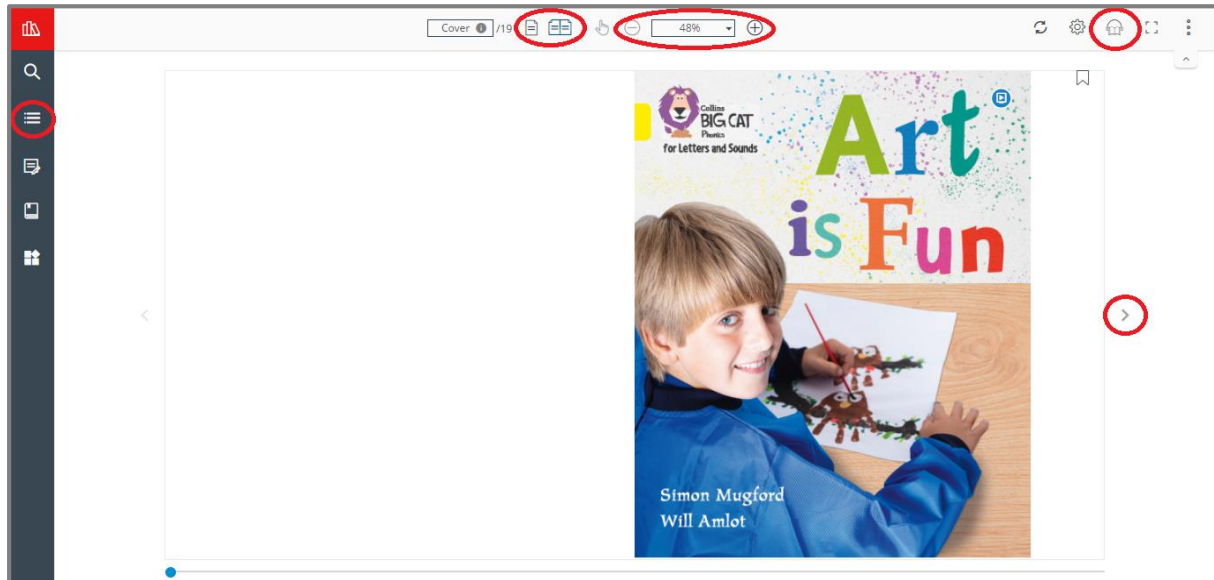 Cover /19
48%
Collins
BIG CAT
Phonics
for Letters and Sounds
Art
is Fun
Simon Mugford
Will Amlot